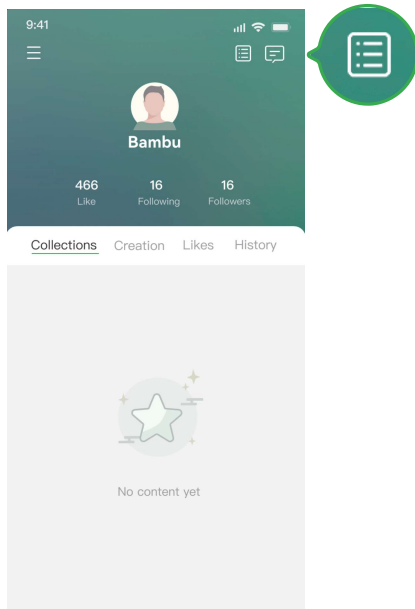 9:41
Bambu
466 16 16
Like Following Followers
Collections Creation Likes History
No content yet